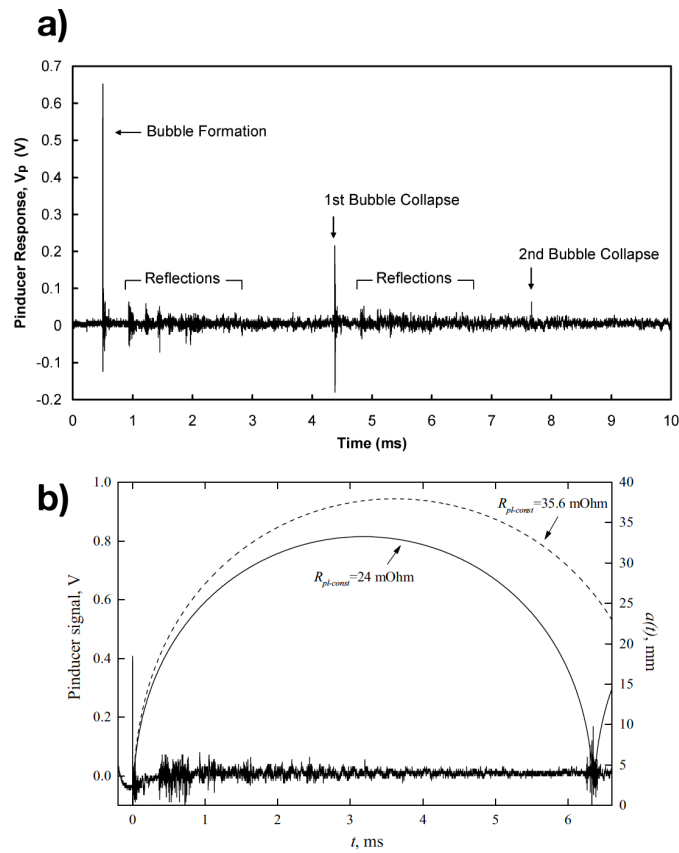 a)
0.7
0.6
0.5
0.4
0.3
0.2
0.1
0
-0.1
-0.2
Pinducer Response, Vp (V)
Bubble Formation
1st Bubble Collapse
2nd Bubble Collapse
Reflections
Reflections
0 1 2 3 4 5 6 7 8 9 10
Time (ms)
b)
1.0
0.8
0.6
0.4
0.2
0.0
Pinducer signal, V
R_pl-const=35.6 mOhm
R_pl-const=24 mOhm
40
35
30
25
20
15
10
5
0
a(t), mm
0 1 2 3 4 5 6
t, ms